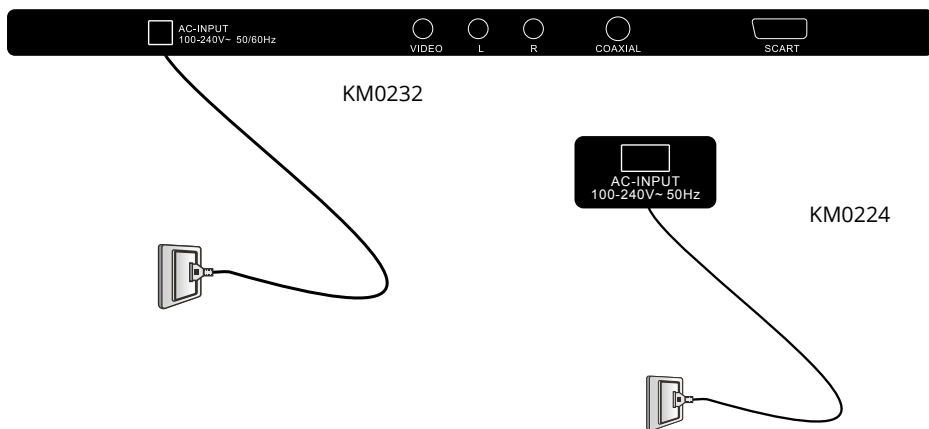 AC-INPUT
100-240V~ 50/60Hz
VIDEO
L
R
COAXIAL
SCART
KM0232
AC-INPUT
100-240V~ 50Hz
KM0224